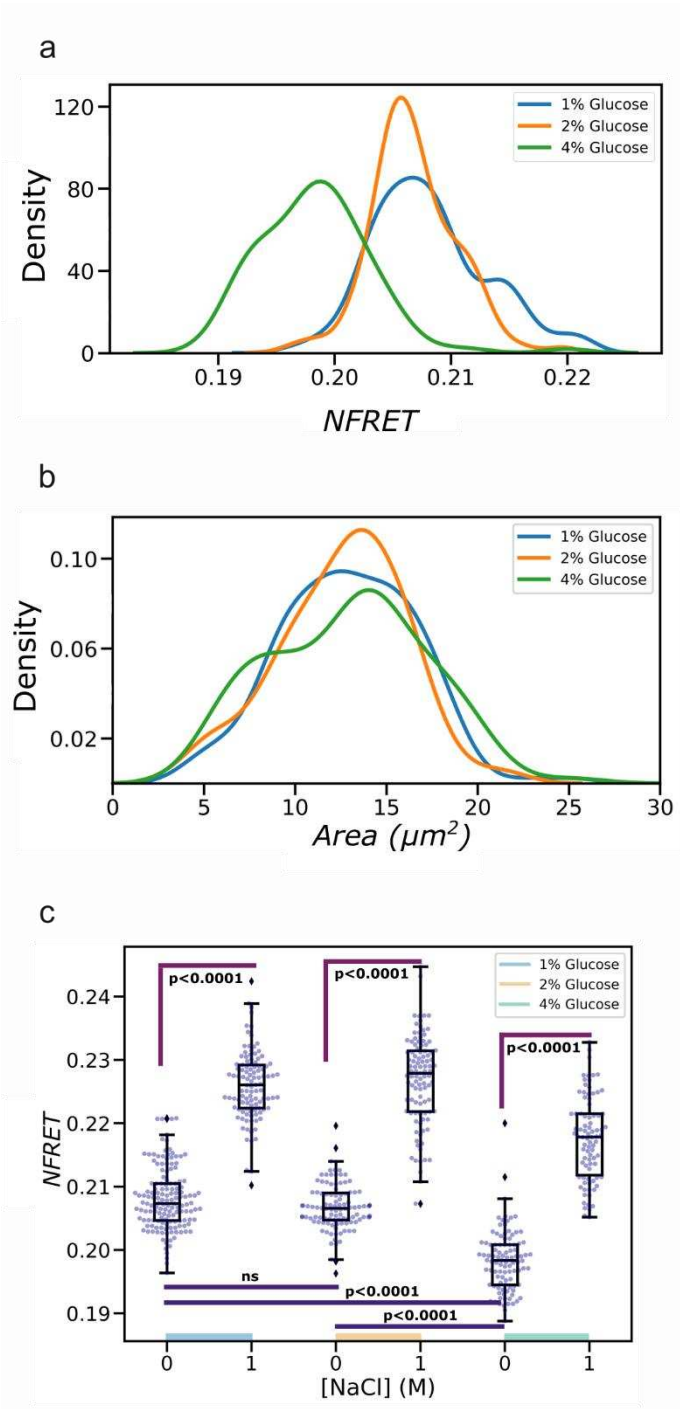 a
120
80
40
0
Density
1% Glucose
2% Glucose
4% Glucose
0.19 0.20 0.21 0.22
NFRET
b
0.10
0.06
0.02
Density
1% Glucose
2% Glucose
4% Glucose
0 5 10 15 20 25 30
Area (μm²)
c
0.24
0.23
0.22
0.21
0.20
0.19
NFRET
1% Glucose
2% Glucose
4% Glucose
p<0.0001 p<0.0001
p<0.0001
ns
p<0.0001
p<0.0001
0 1 0 1 0 1
[NaCl] (M)